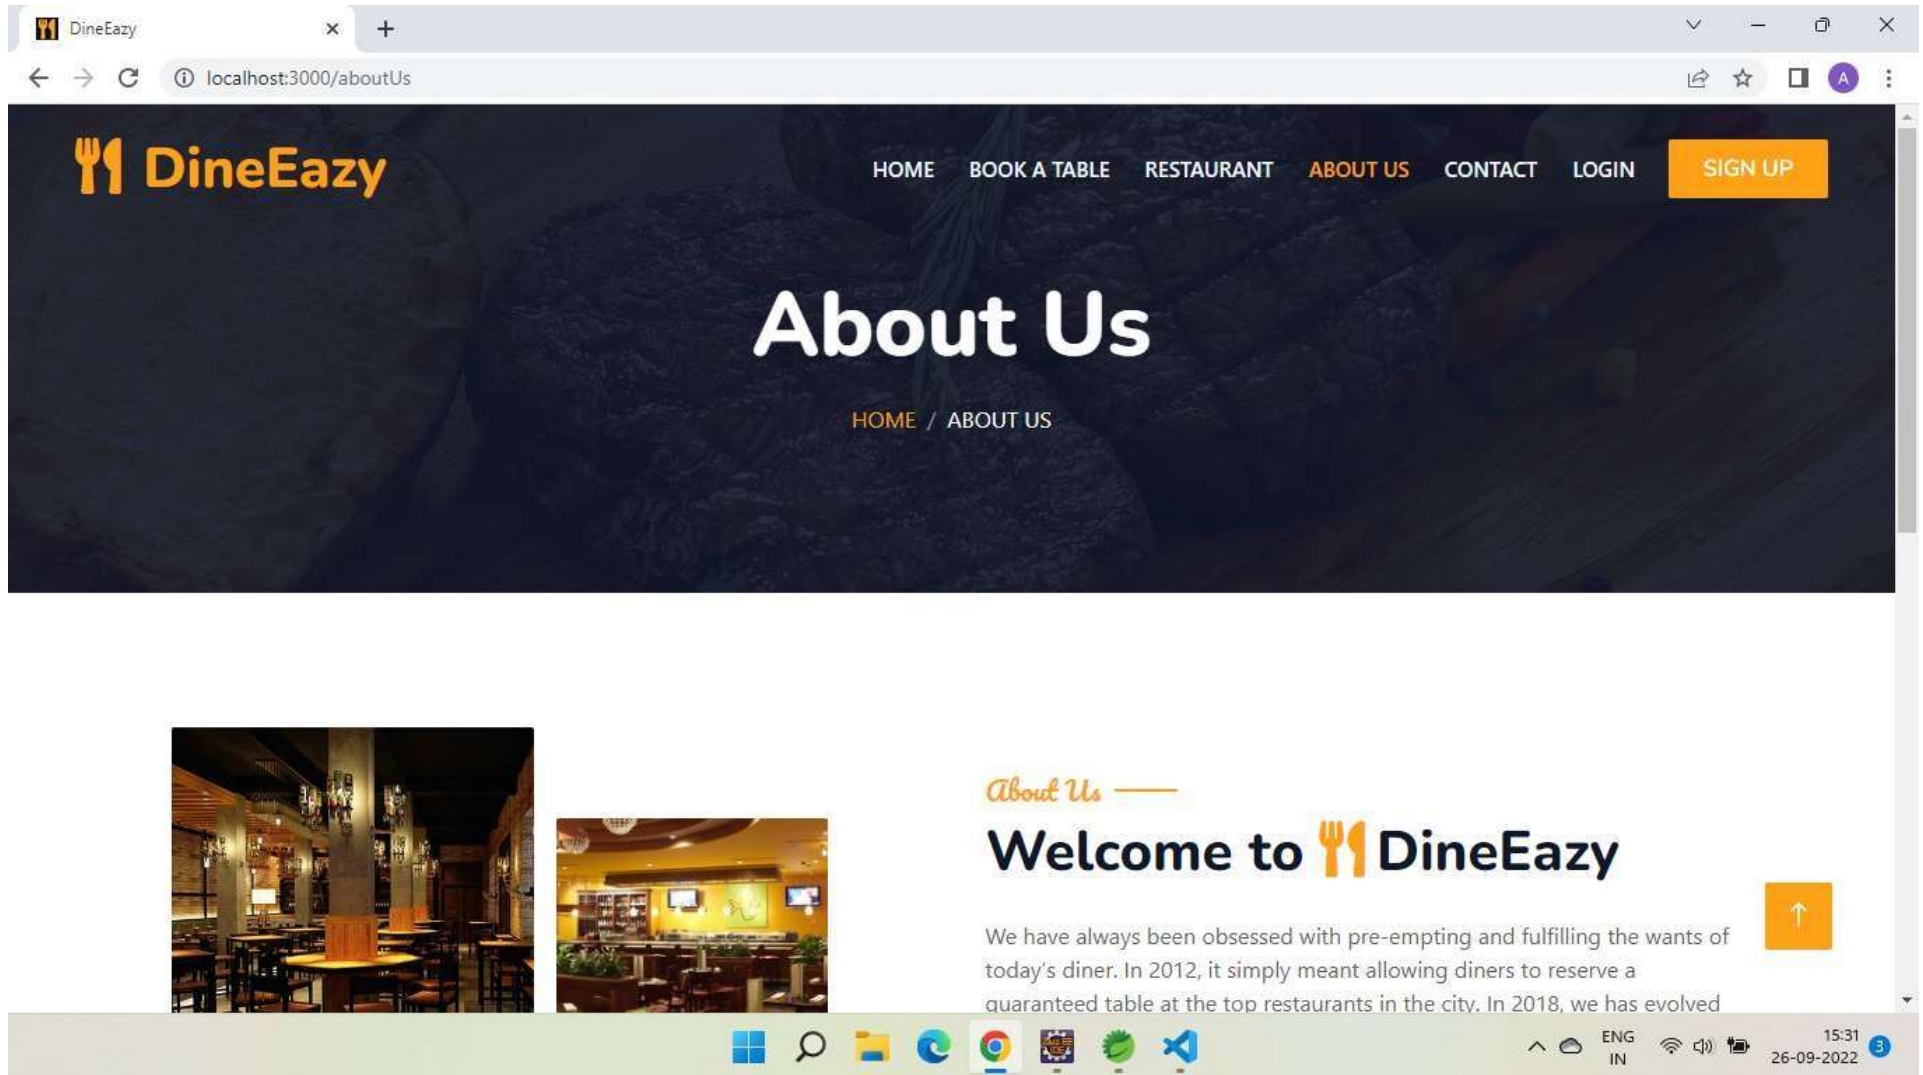 DineEazy
localhost:3000/aboutUs
A
DineEazy
HOME BOOK A TABLE RESTAURANT ABOUT US CONTACT LOGIN SIGN UP
About Us
HOME / ABOUT US
About Us
Welcome to DineEazy
We have always been obsessed with pre-empting and fulfilling the wants of
today's diner. In 2012, it simply meant allowing diners to reserve a
guaranteed table at the top restaurants in the city. In 2018, we has evolved
Java EE
IDE
ENG
IN
15:31
26-09-2022
3